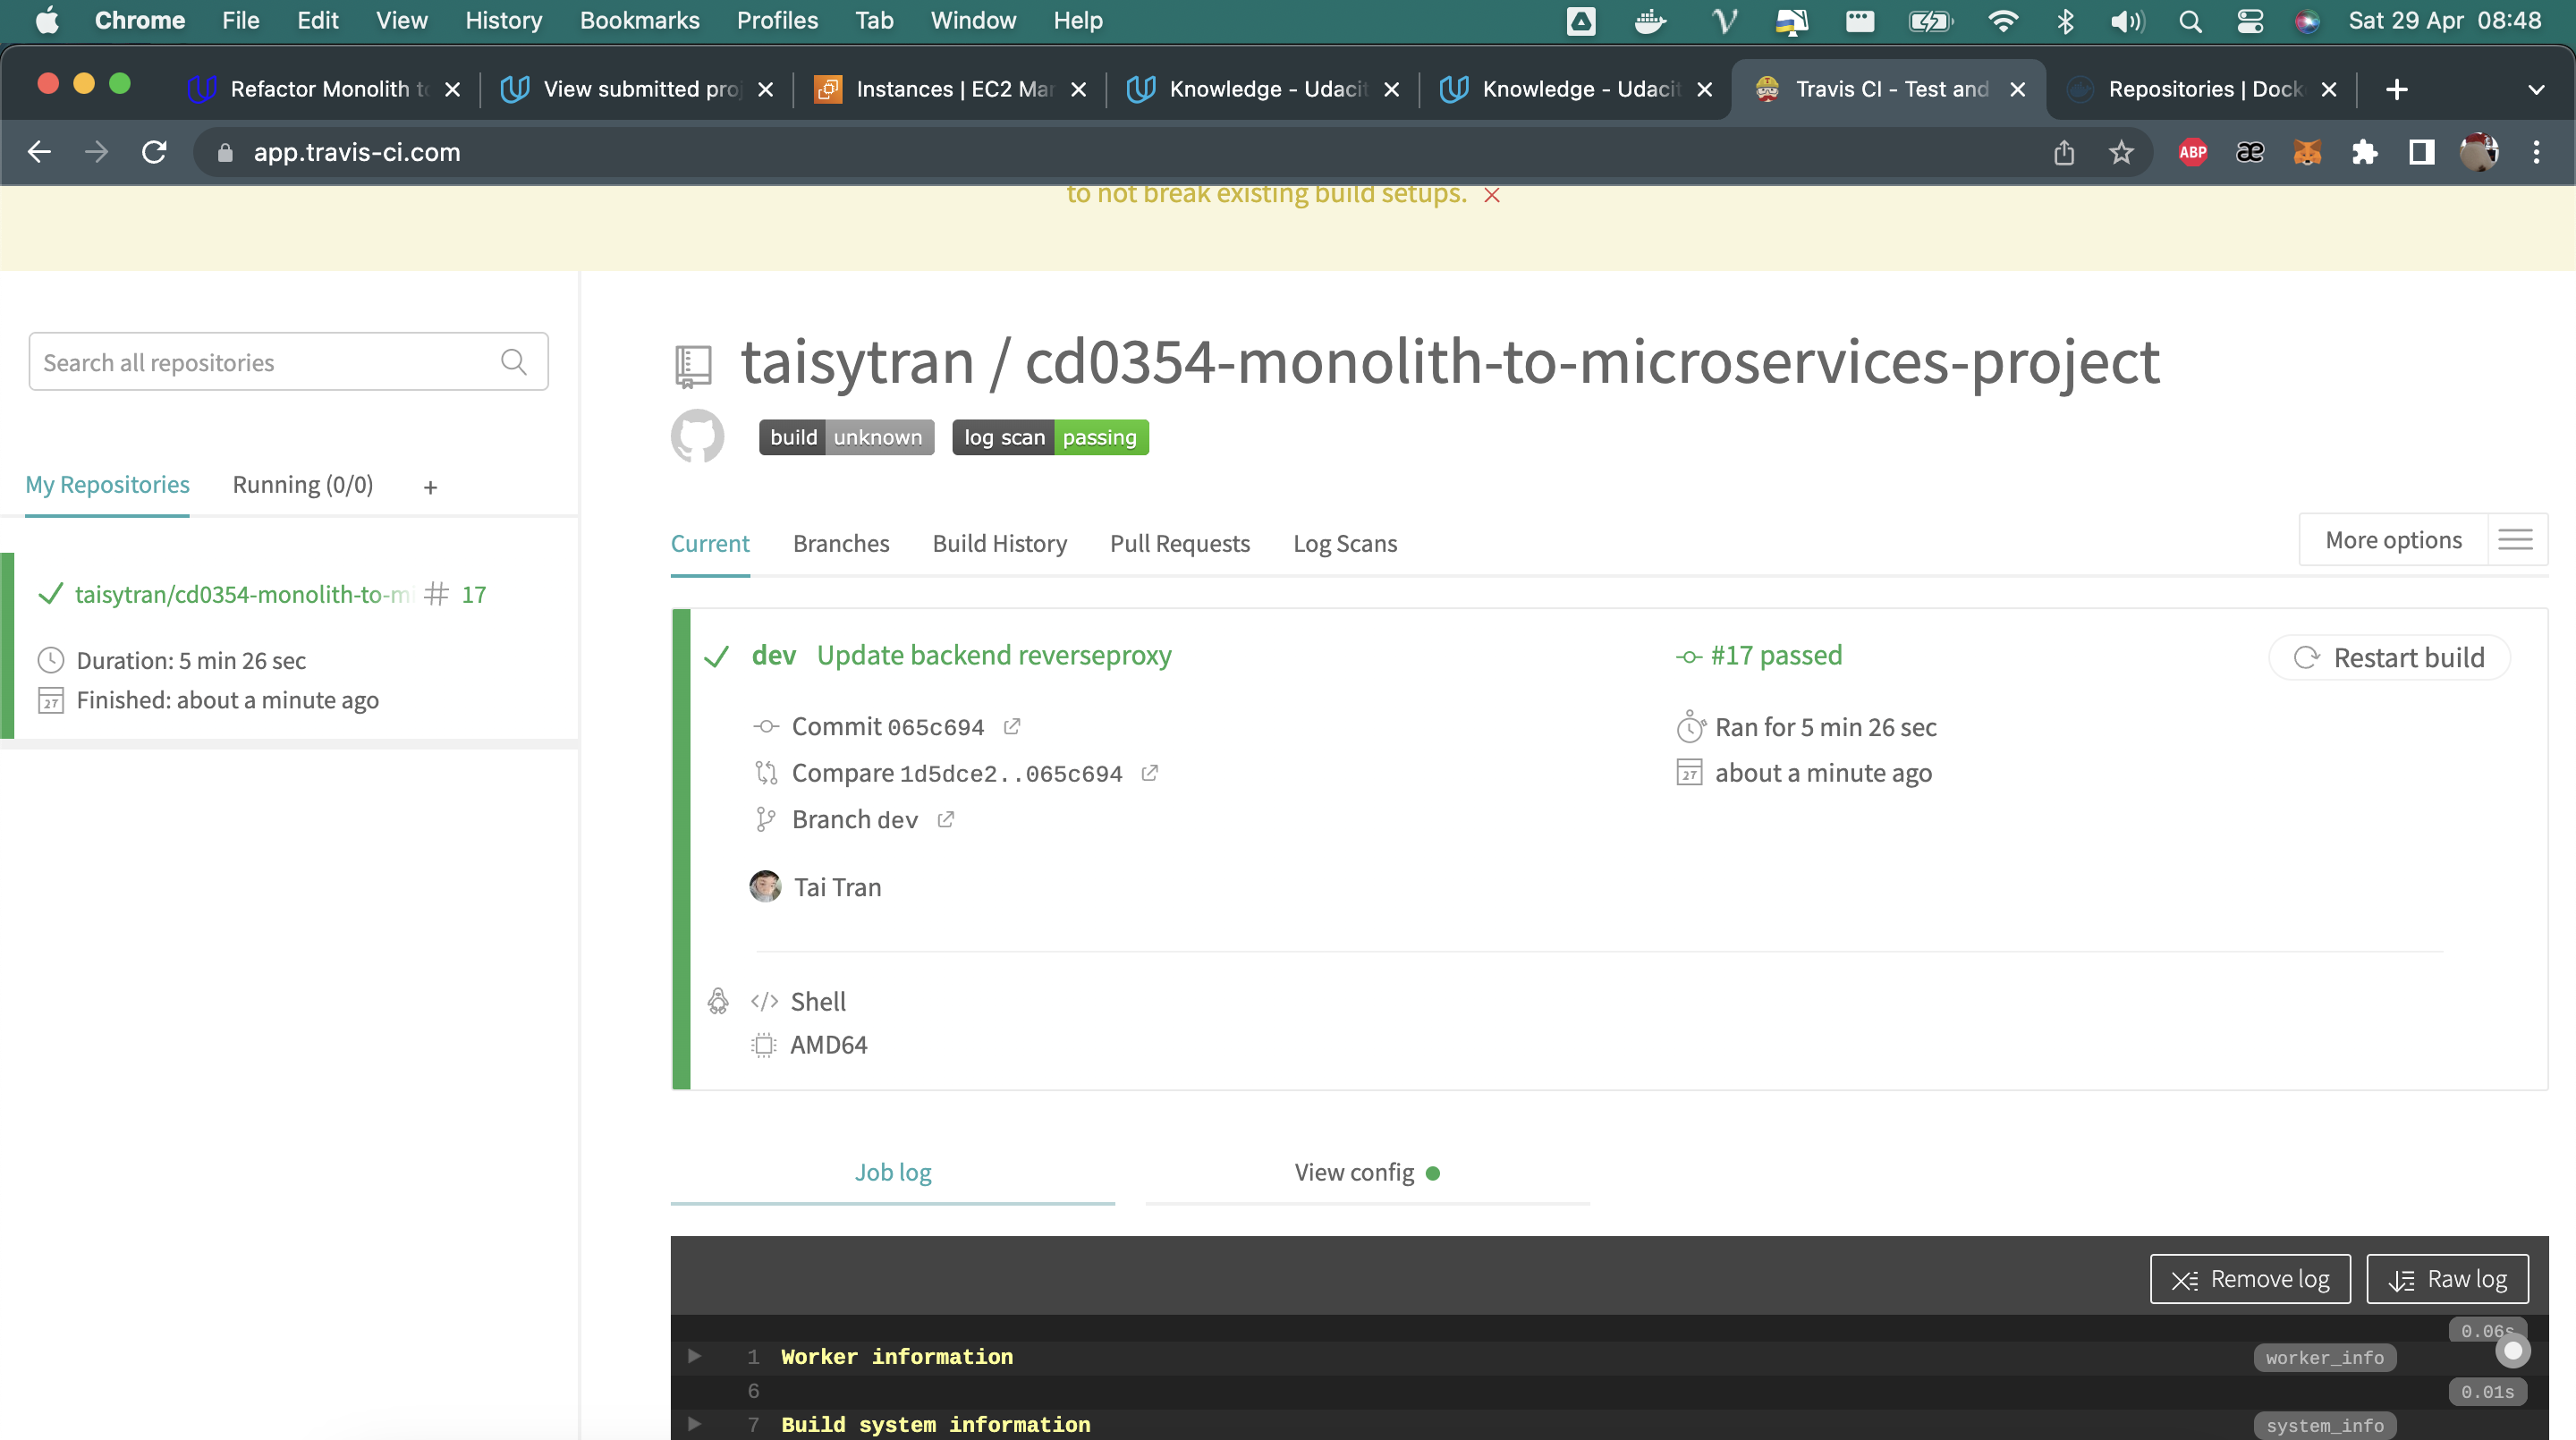 Chrome File Edit View History Bookmarks Profiles Tab Window Help Sat 29 Apr 08:48
Refactor Monolith to View submitted pro Instances | EC2 Mar Knowledge - Udacit Knowledge - Udacit Travis CI - Test and Repositories | Dock
app.travis-ci.com ABP æ
to not break existing build setups.
Search all repositories
taisytran / cd0354-monolith-to-microservices-project
build unknown log scan passing
My Repositories Running (0/0) +
Current Branches Build History Pull Requests Log Scans More options
taisytran/cd0354-monolith-to-mi # 17
Duration: 5 min 26 sec
Finished: about a minute ago
dev Update backend reverseproxy #17 passed Restart build
Commit 065c694 Ran for 5 min 26 sec
Compare 1d5dce2..065c694 about a minute ago
Branch dev
Tai Tran
</> Shell
AMD64
Job log View config
Remove log Raw log
0.06s
1 Worker information worker_info
6 0.01s
7 Build system information system_info